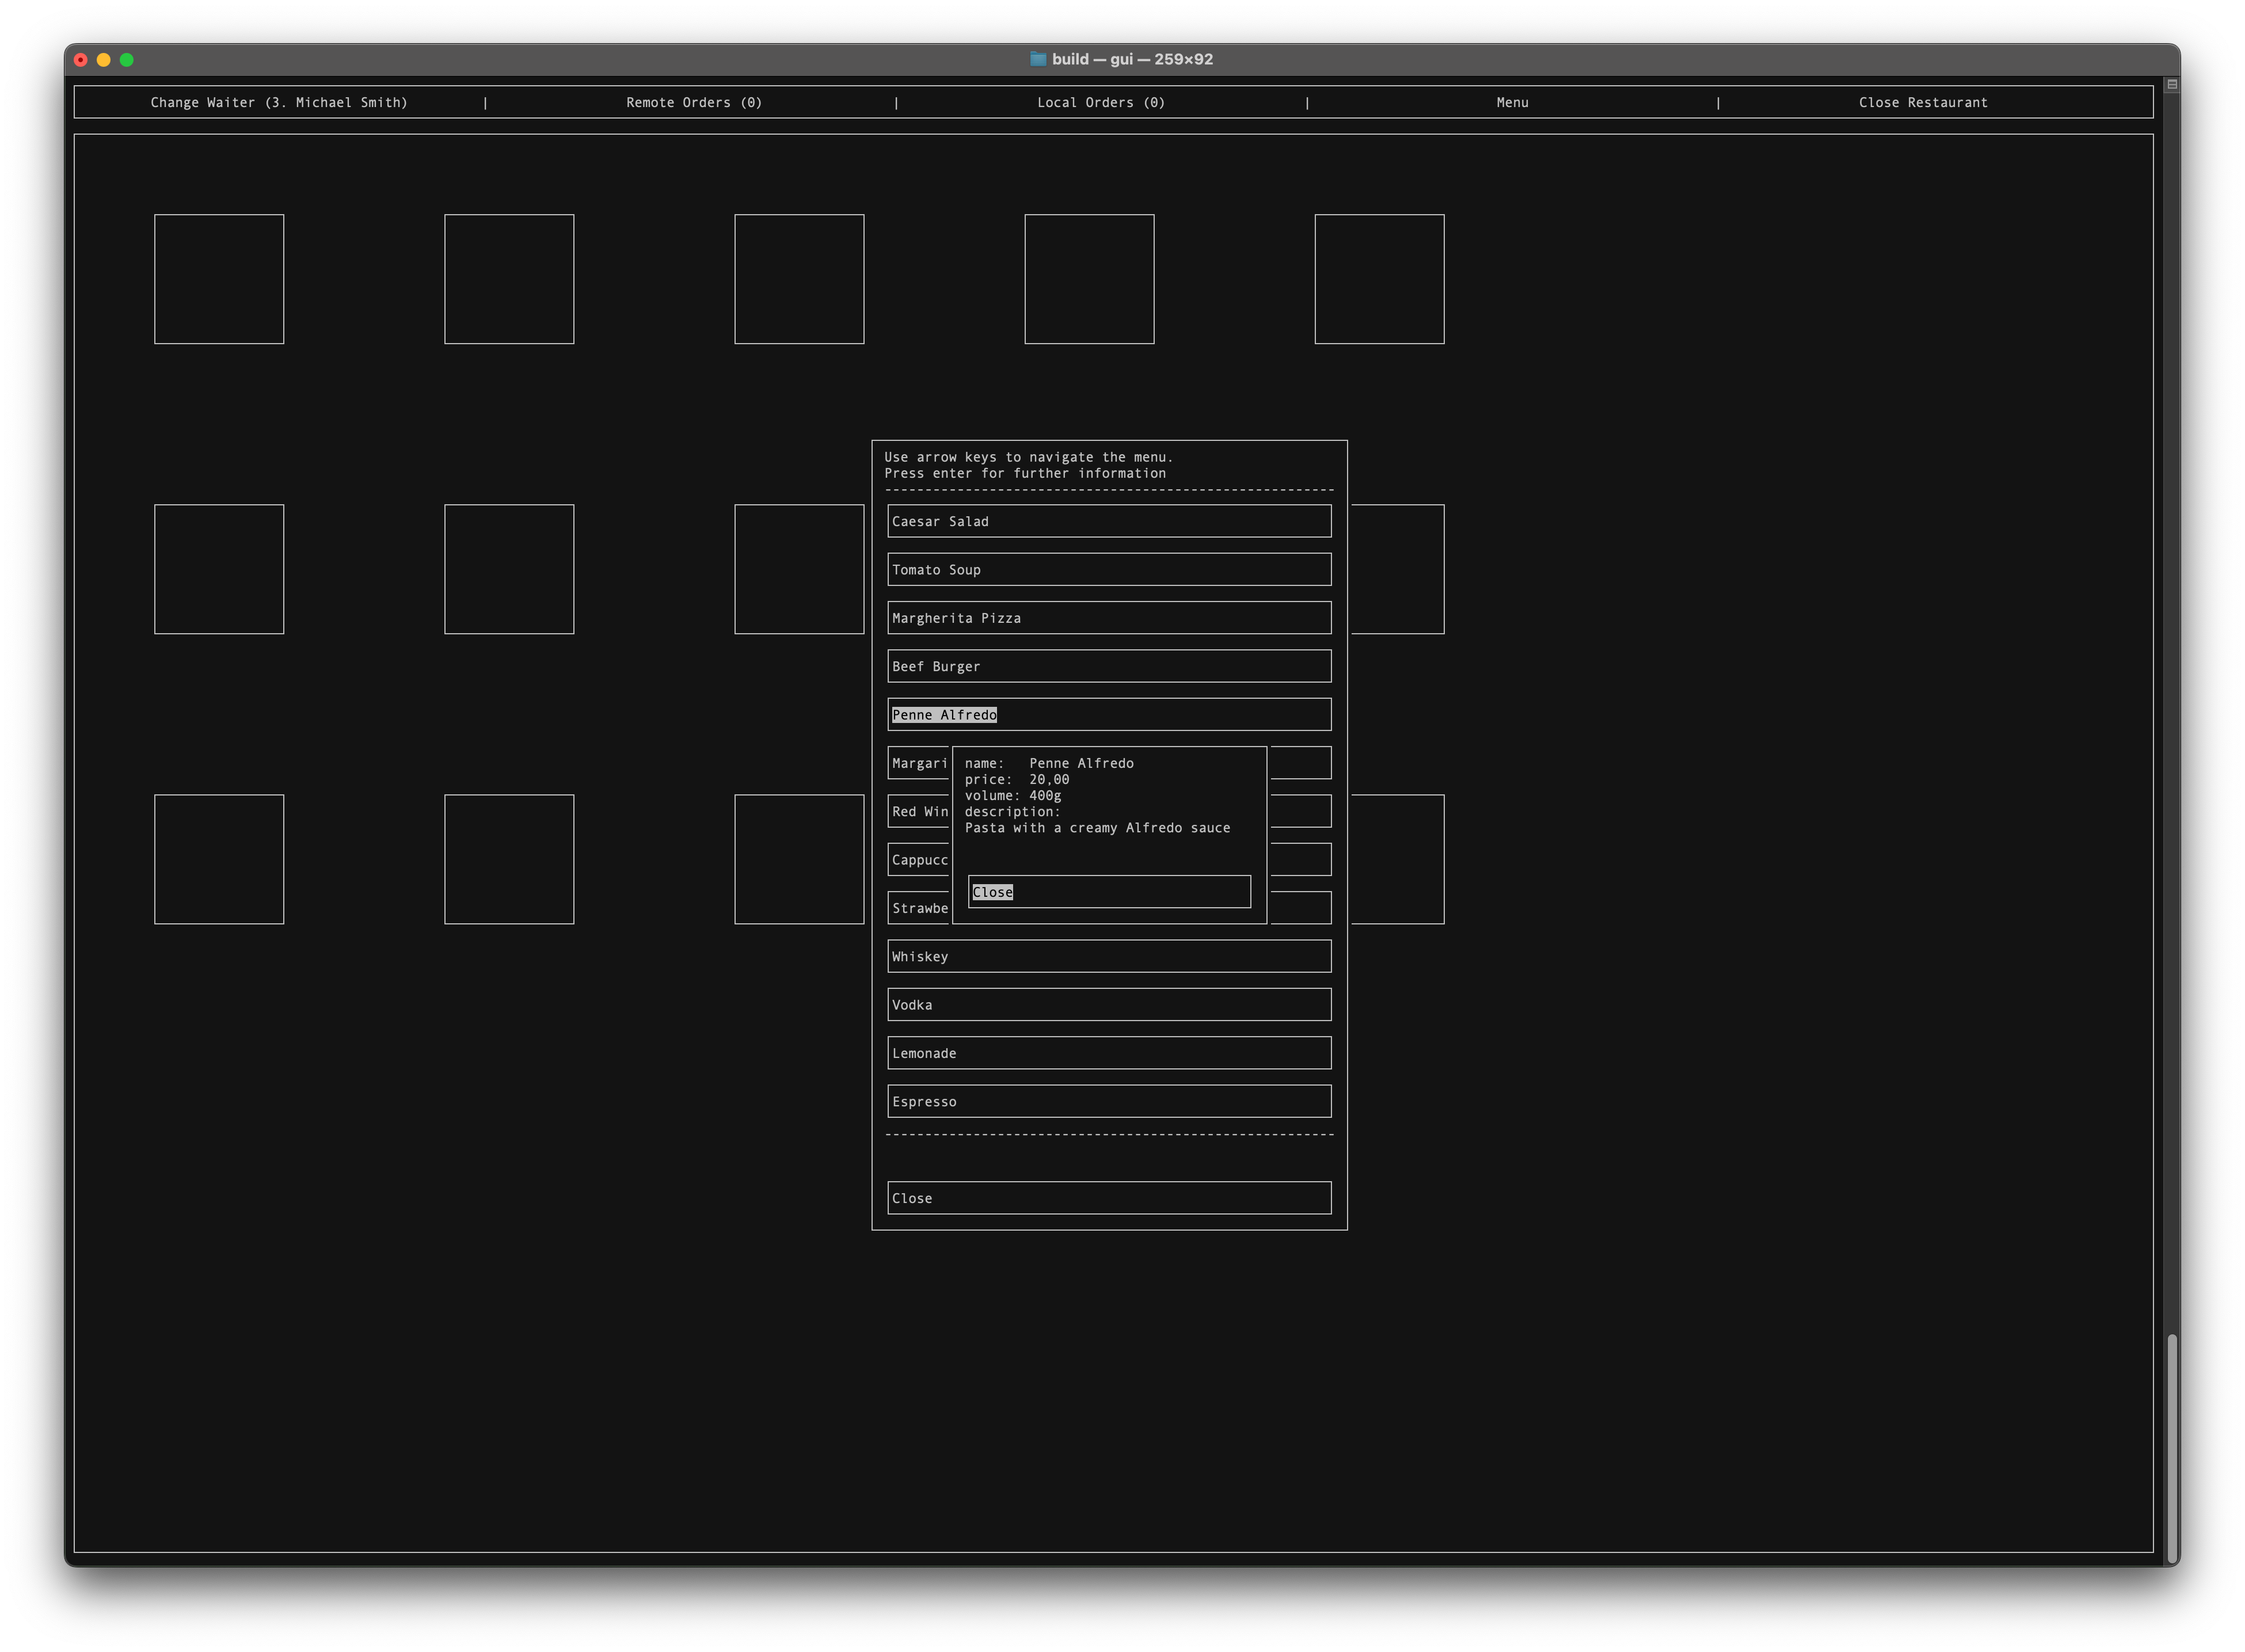 build — gui — 259×92
Change Waiter (3. Michael Smith) | Remote Orders (0) | Local Orders (0) | Menu | Close Restaurant
Use arrow keys to navigate the menu.
Press enter for further information
Caesar Salad
Tomato Soup
Margherita Pizza
Beef Burger
Penne Alfredo
Margari
Red Win
Cappucc
Strawbe
name: Penne Alfredo
price: 20,00
volume: 400g
description:
Pasta with a creamy Alfredo sauce
Close
Whiskey
Vodka
Lemonade
Espresso
Close